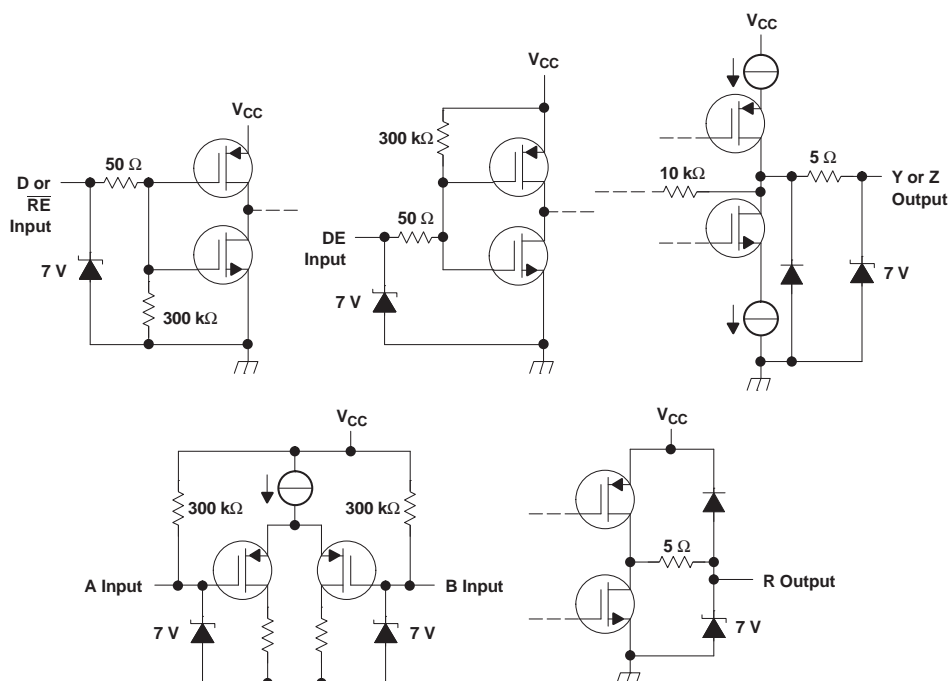 VCC
50 Ω
D or
R̅E̅
Input
7 V
300 kΩ
VCC
300 kΩ
50 Ω
DE
Input
7 V
VCC
10 kΩ
5 Ω
Y or Z
Output
7 V
VCC
300 kΩ
300 kΩ
A Input
B Input
7 V
7 V
VCC
5 Ω
R Output
7 V